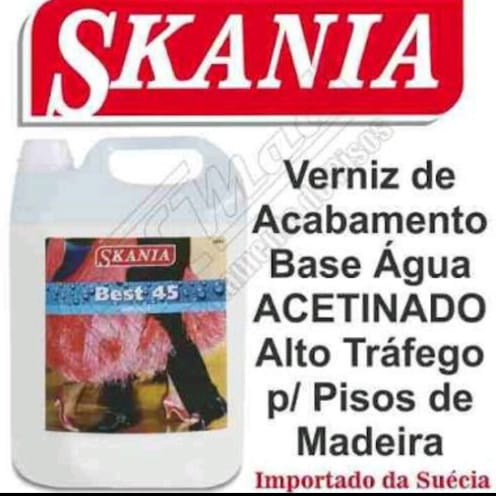 SKANIA
Verniz de
Acabamento
Base Água
ACETINADO
Alto Tráfego
p/ Pisos de
Madeira
Importado da Suécia
SKANIA
Best 45